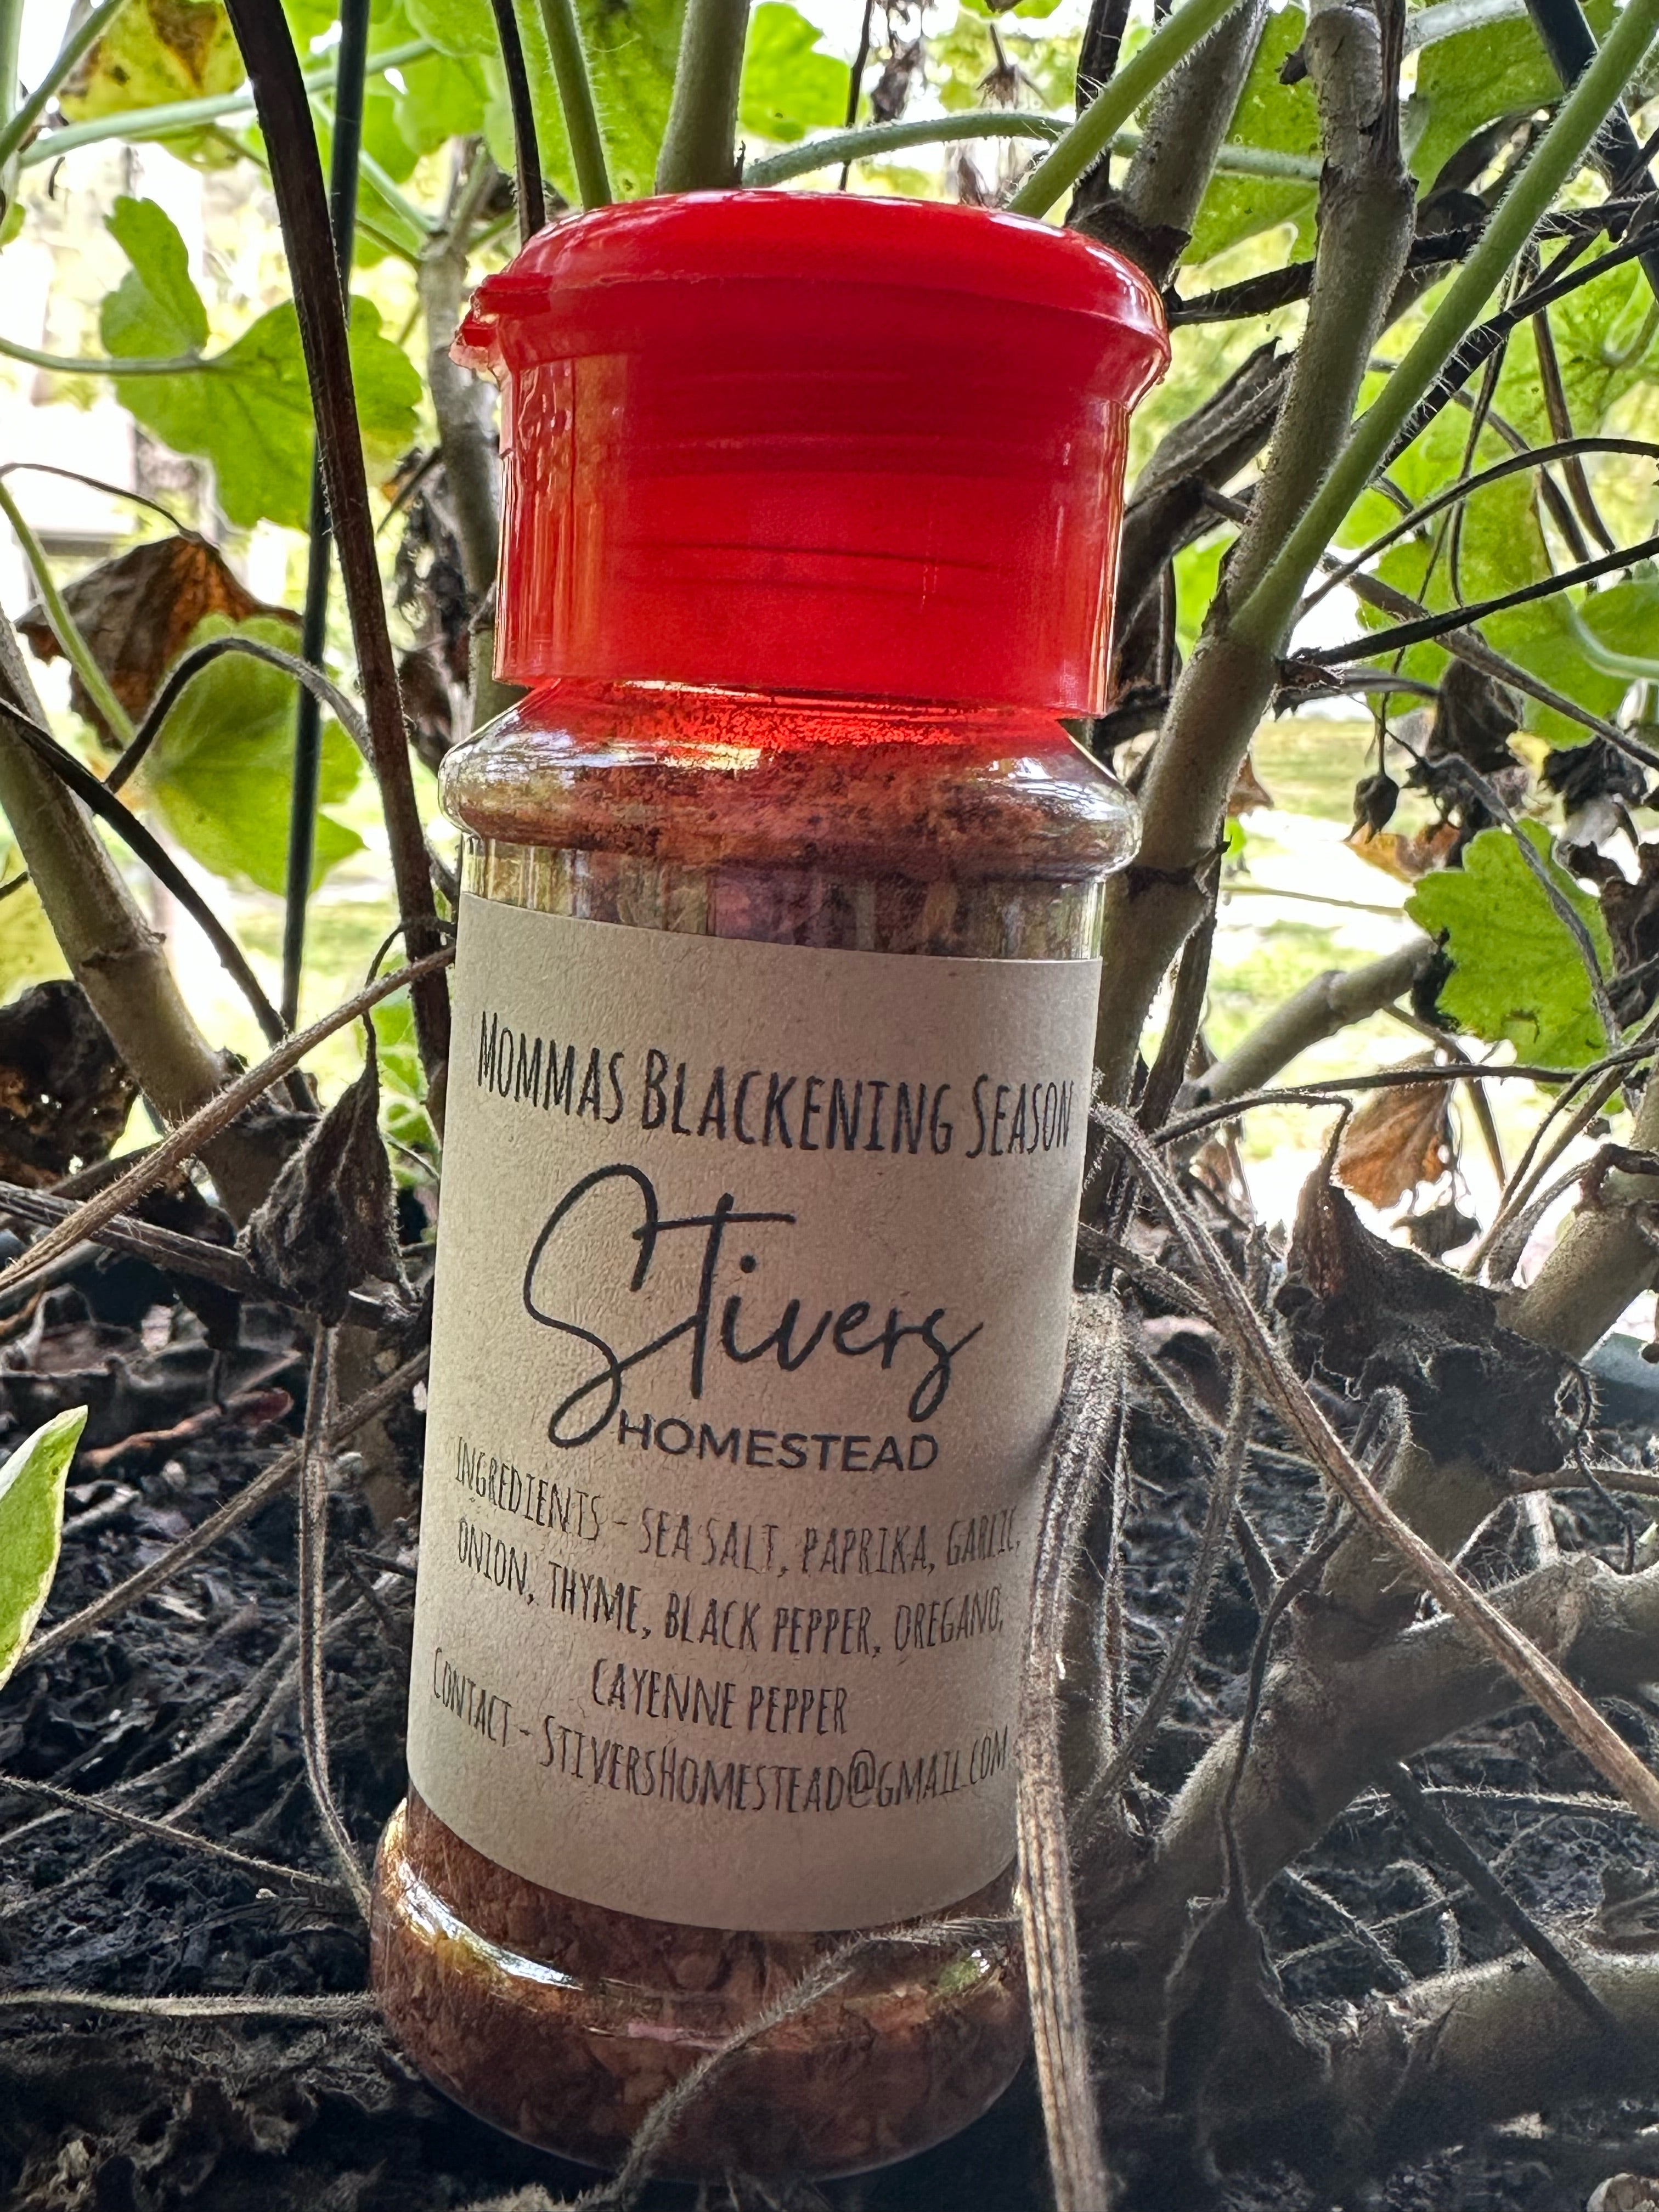 Mommas Blackening Season
Stivers
HOMESTEAD
Ingredients - Sea Salt, Paprika, Garlic,
Onion, Thyme, Black Pepper, Oregano,
Cayenne Pepper
Contact - StiversHomestead@gmail.com